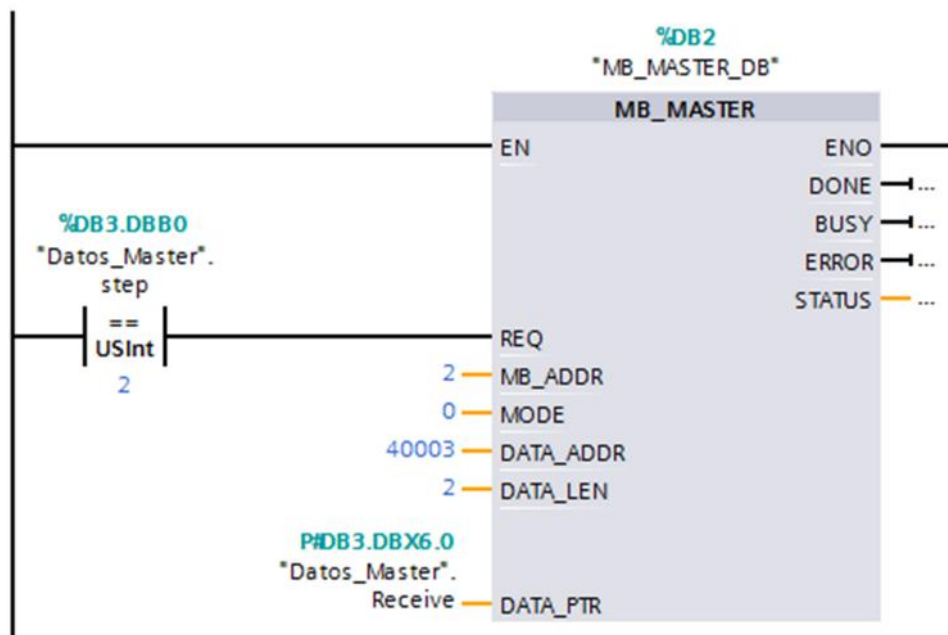 %DB2
"MB_MASTER_DB"
MB_MASTER
EN ENO
DONE ...
BUSY ...
ERROR ...
STATUS ...
%DB3.DBB0
"Datos_Master".
step
==
USInt
2
REQ
2 MB_ADDR
0 MODE
40003 DATA_ADDR
2 DATA_LEN
P#DB3.DBX6.0
"Datos_Master".
Receive DATA_PTR